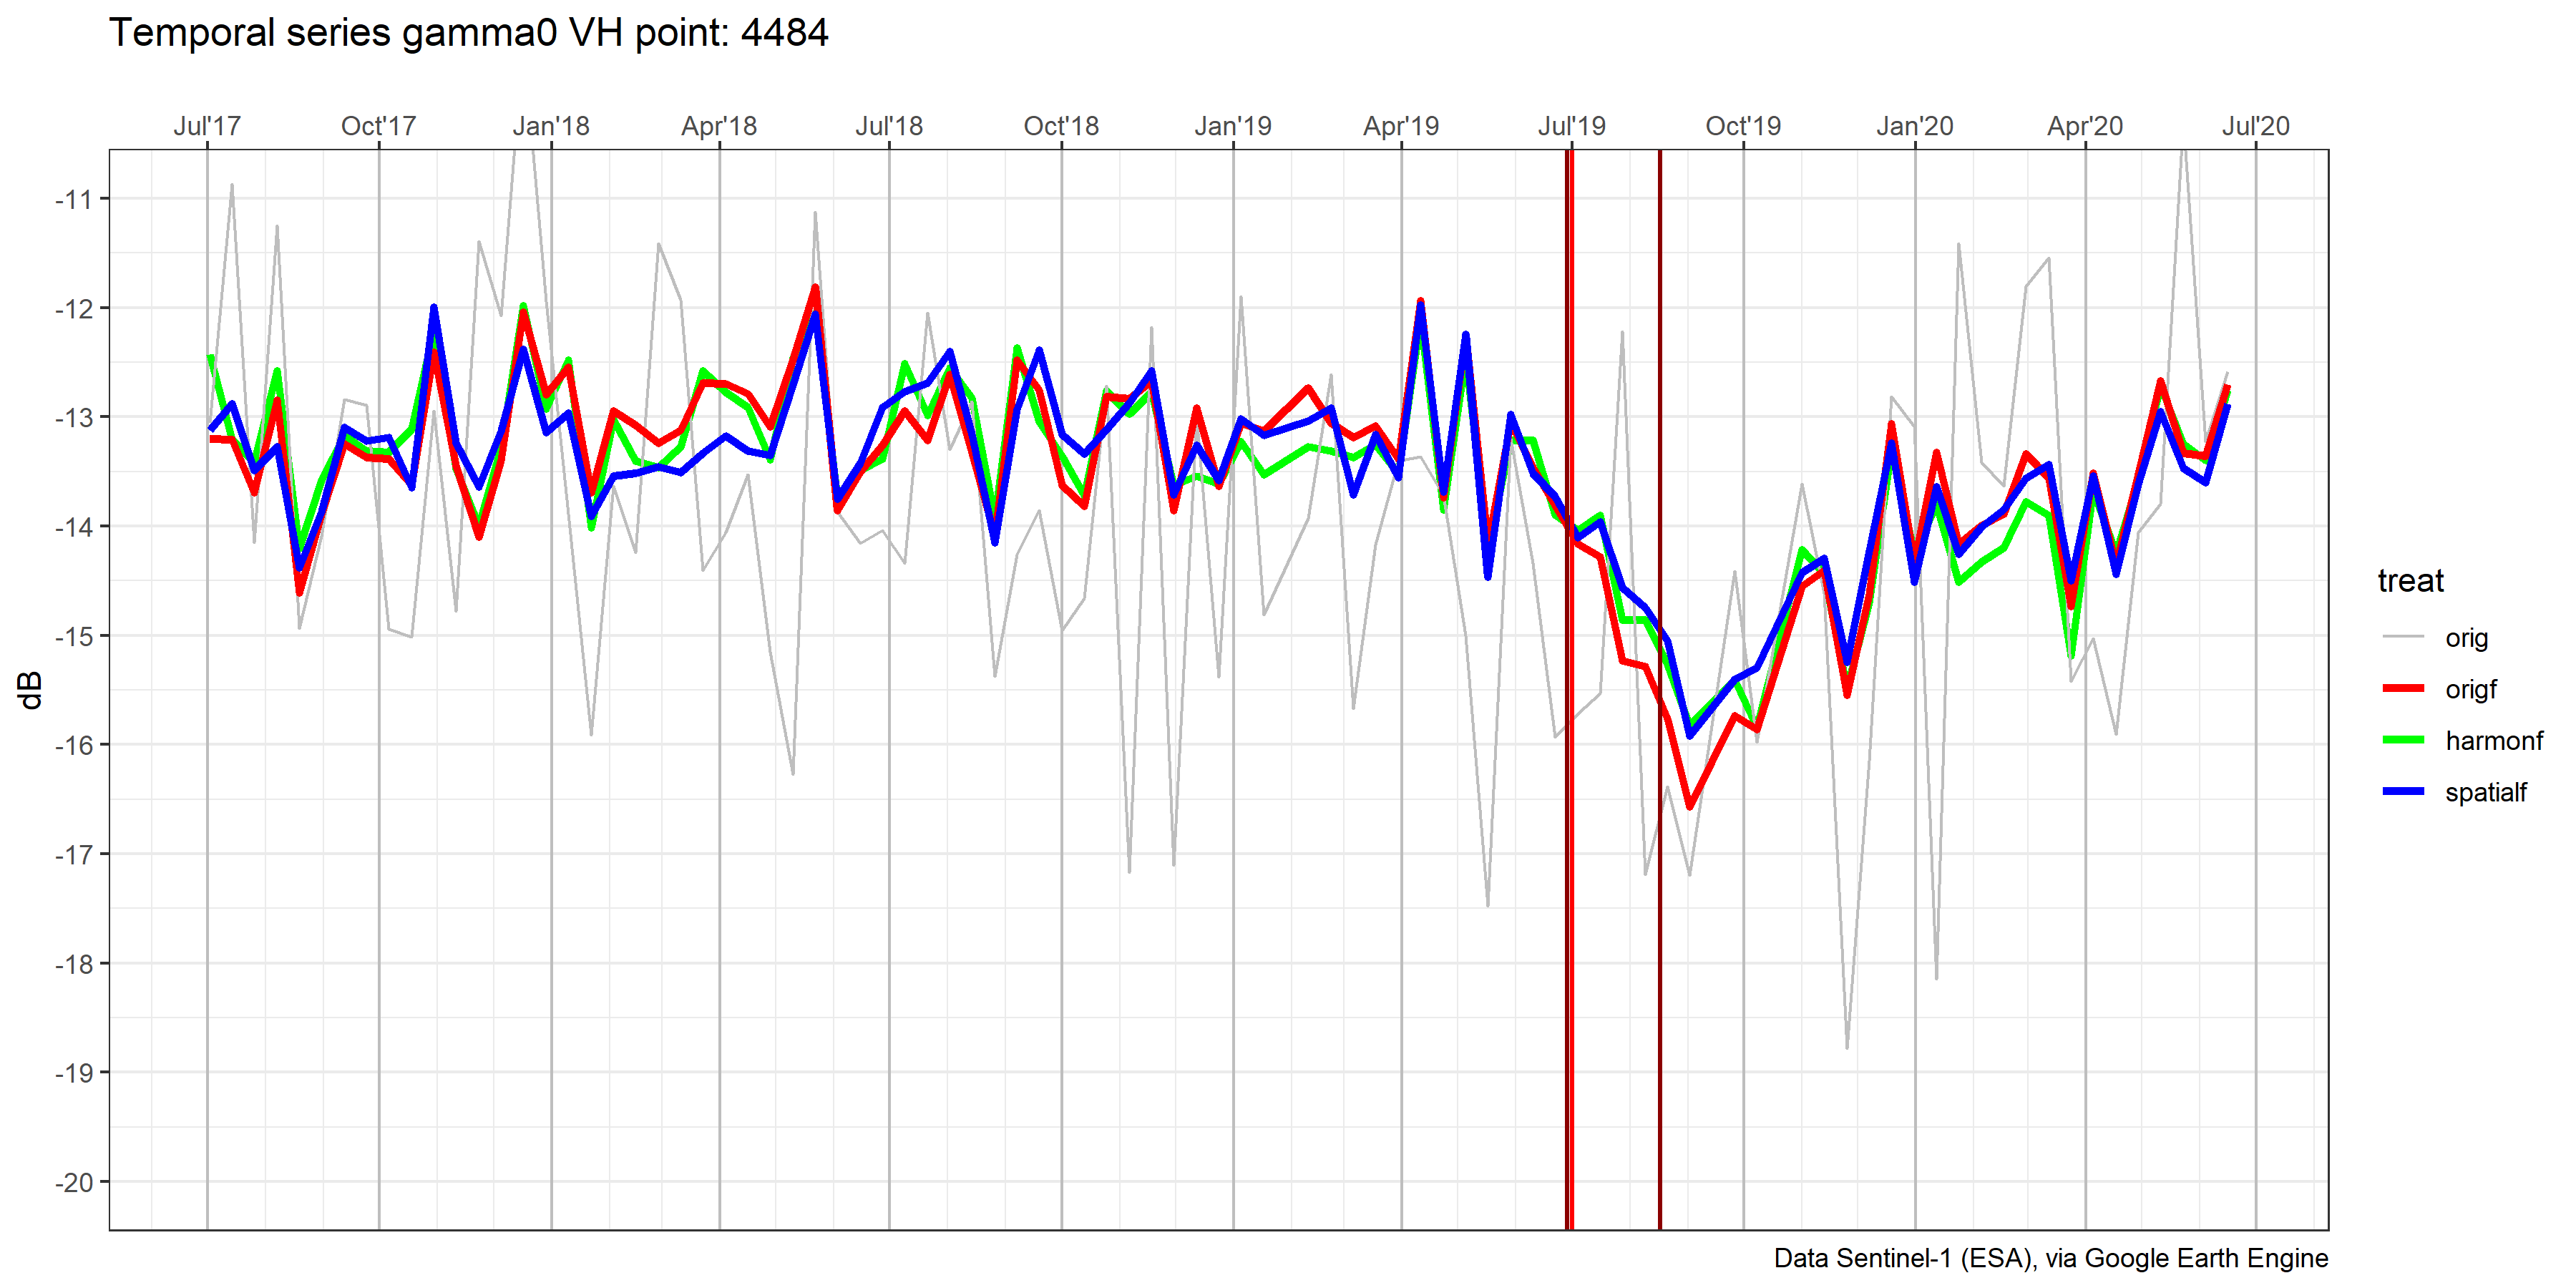 Temporal series gamma0 VH point: 4484
Jul'17 Oct'17 Jan'18 Apr'18 Jul'18 Oct'18 Jan'19 Apr'19 Jul'19 Oct'19 Jan'20 Apr'20 Jul'20
-11
-12
-13
-14
-15
-16
-17
-18
-19
-20
dB
treat
orig
origf
harmonf
spatialf
Data Sentinel-1 (ESA), via Google Earth Engine